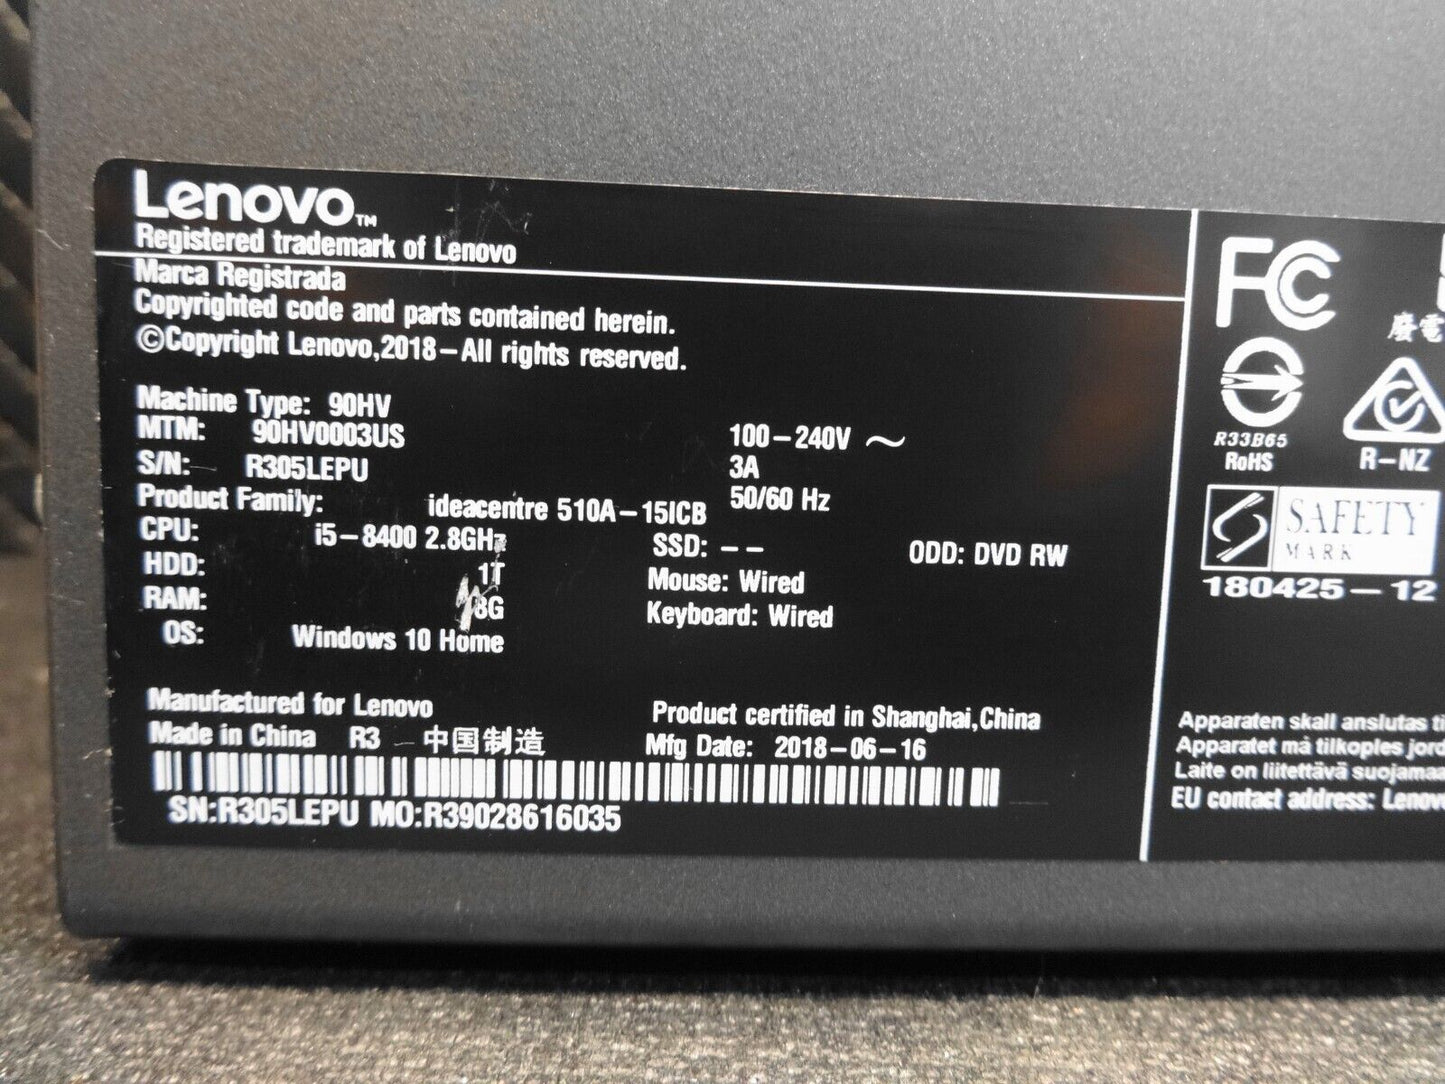 Lenovo™
Registered trademark of Lenovo
Marca Registrada
Copyrighted code and parts contained herein.
©Copyright Lenovo,2018–All rights reserved.
Machine Type: 90HV
MTM: 90HV0003US
S/N: R305LEPU
Product Family: ideacentre 510A–15ICB
CPU: i5–8400 2.8GHz
HDD: 1T
RAM: 8G
OS: Windows 10 Home
100–240V ~
3A
50/60 Hz
SSD: – –
ODD: DVD RW
Mouse: Wired
Keyboard: Wired
Manufactured for Lenovo
Made in China R3 中国制造
Product certified in Shanghai,China
Mfg Date: 2018–06–16
SN:R305LEPU MO:R39028616035
FC
廢電
R33B65
RoHS
R–NZ
SAFETY
MARK
180425–12
Apparaten skall anslutas
Apparatet må tilkoples
Laite on liitettävä
EU contact address: